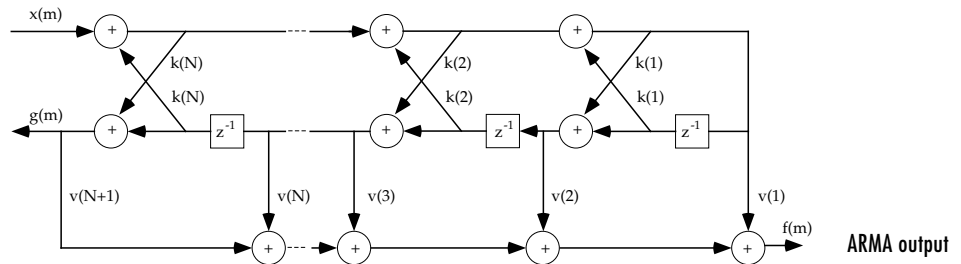 x(m)
+
+
+
k(N)
k(2)
k(1)
k(N)
k(2)
k(1)
g(m)
+
z-1
+
z-1
+
z-1
v(N+1)
v(N)
v(3)
v(2)
v(1)
f(m)
+
+
+
+
ARMA output